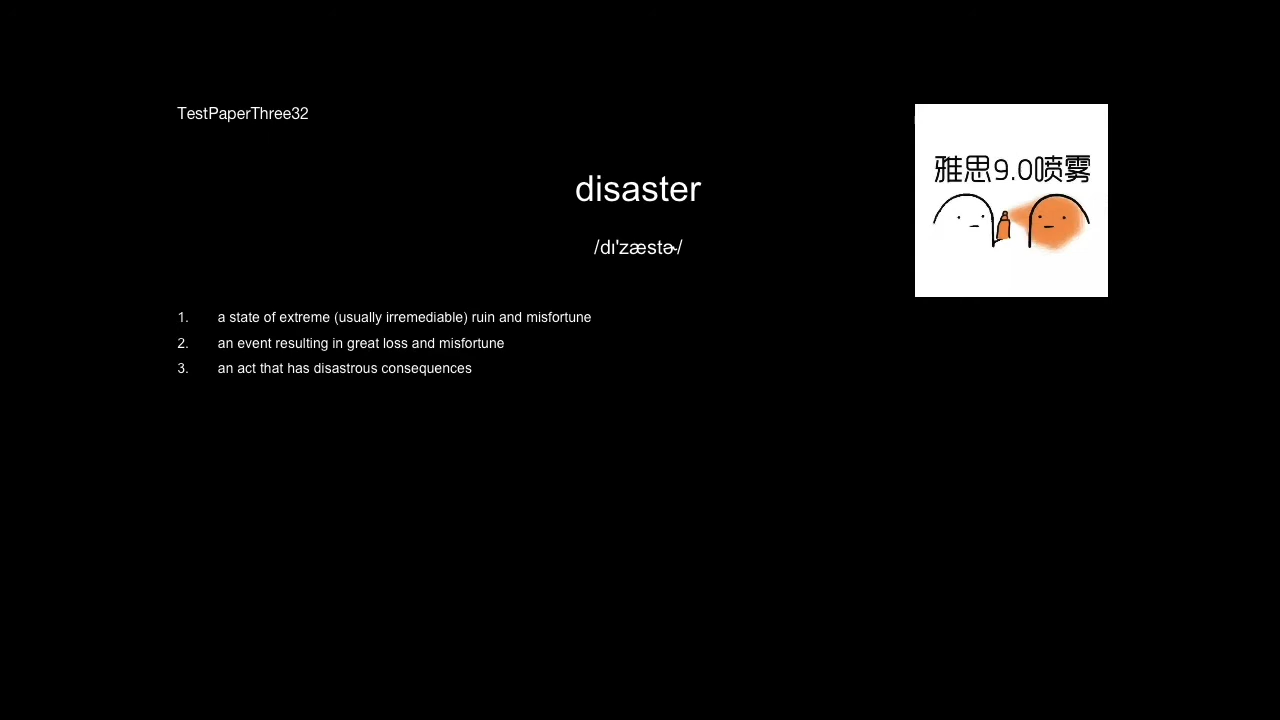 TestPaperThree32
雅思9.0喷雾
disaster
/dɪ'zæstɚ/
1. a state of extreme (usually irremediable) ruin and misfortune
2. an event resulting in great loss and misfortune
3. an act that has disastrous consequences